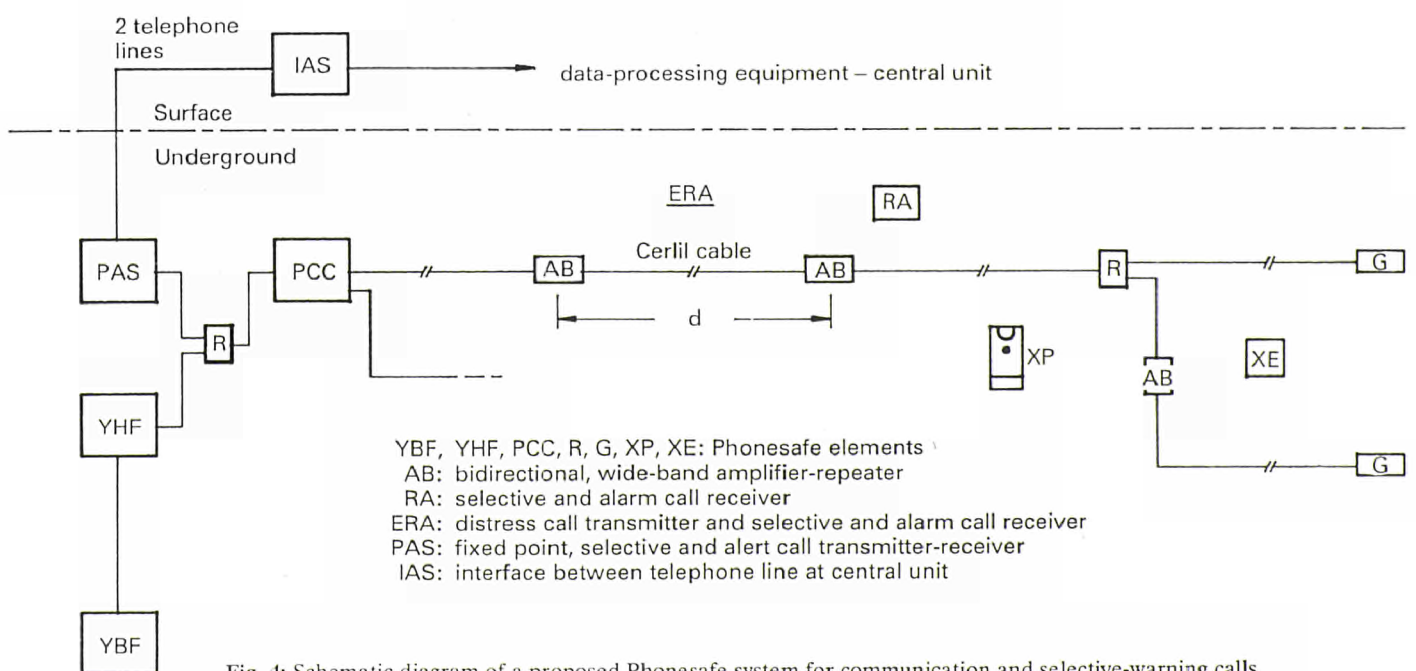 2 telephone
lines
IAS
data-processing equipment – central unit
Surface
Underground
ERA
RA
PAS
PCC
AB
Cerlil cable
AB
R
G
R
d
XP
XE
AB
YHF
G
YBF, YHF, PCC, R, G, XP, XE: Phonesafe elements
AB: bidirectional, wide-band amplifier-repeater
RA: selective and alarm call receiver
ERA: distress call transmitter and selective and alarm call receiver
PAS: fixed point, selective and alert call transmitter-receiver
IAS: interface between telephone line at central unit
YBF
Fig. 4: Schematic diagram of a proposed Phonesafe system for communication and selective-warning calls